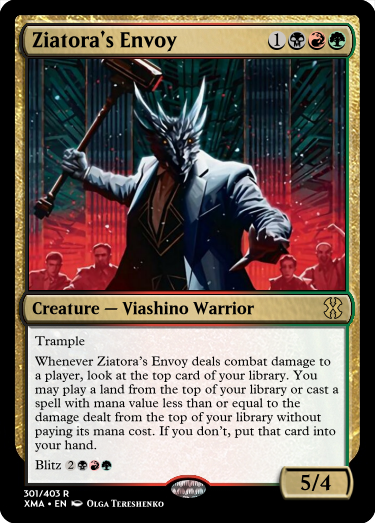 Ziatora's Envoy 1
Creature — Viashino Warrior
Trample
Whenever Ziatora's Envoy deals combat damage to
a player, look at the top card of your library. You
may play a land from the top of your library or cast a
spell with mana value less than or equal to the
damage dealt from the top of your library without
paying its mana cost. If you don't, put that card into
your hand.
Blitz 2
5/4
301/403 R
XMA • EN Olga Tereshenko